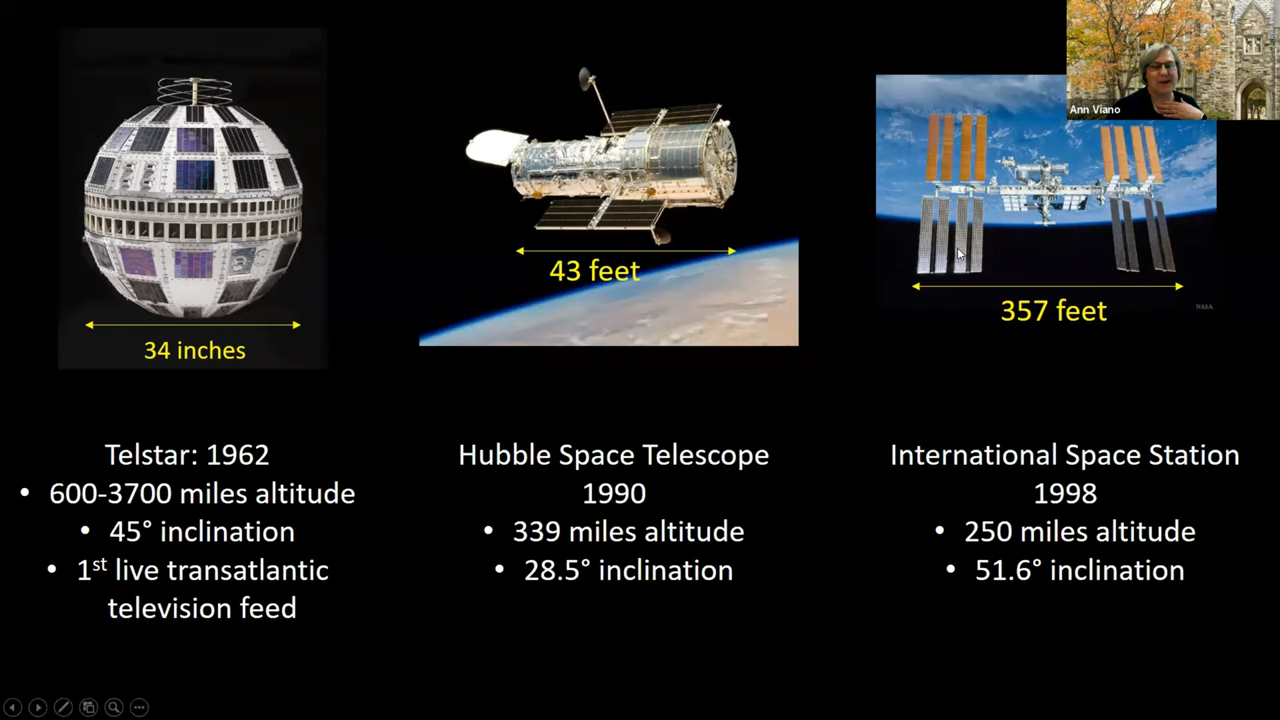 Ann Viano
34 inches
43 feet
357 feet
NASA
Telstar: 1962
• 600-3700 miles altitude
• 45° inclination
• 1st live transatlantic
television feed
Hubble Space Telescope
1990
• 339 miles altitude
• 28.5° inclination
International Space Station
1998
• 250 miles altitude
• 51.6° inclination